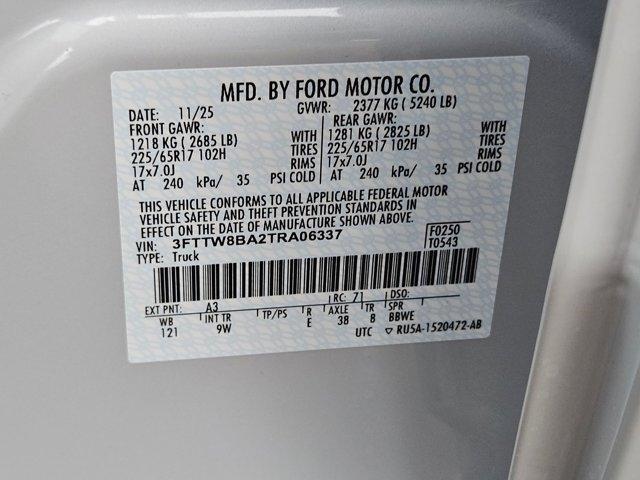 MFD. BY FORD MOTOR CO.
DATE: 11/25 GVWR: 2377 KG ( 5240 LB)
FRONT GAWR: REAR GAWR:
1218 KG ( 2685 LB) WITH 1281 KG ( 2825 LB) WITH
225/65R17 102H TIRES 225/65R17 102H TIRES
17x7.0J RIMS 17x7.0J RIMS
AT 240 kPa/ 35 PSI COLD AT 240 kPa/ 35 PSI COLD
THIS VEHICLE CONFORMS TO ALL APPLICABLE FEDERAL MOTOR
VEHICLE SAFETY AND THEFT PREVENTION STANDARDS IN
EFFECT ON THE DATE OF MANUFACTURE SHOWN ABOVE.
VIN: 3FTTW8BA2TRA06337 F0250
TYPE: Truck T0543
EXT PNT: A3 RC: 7 DSO:
WB INT TR TP/PS R AXLE TR SPR
121 9W E 38 8 BBWE
UTC ▽ RU5A-1520472-AB